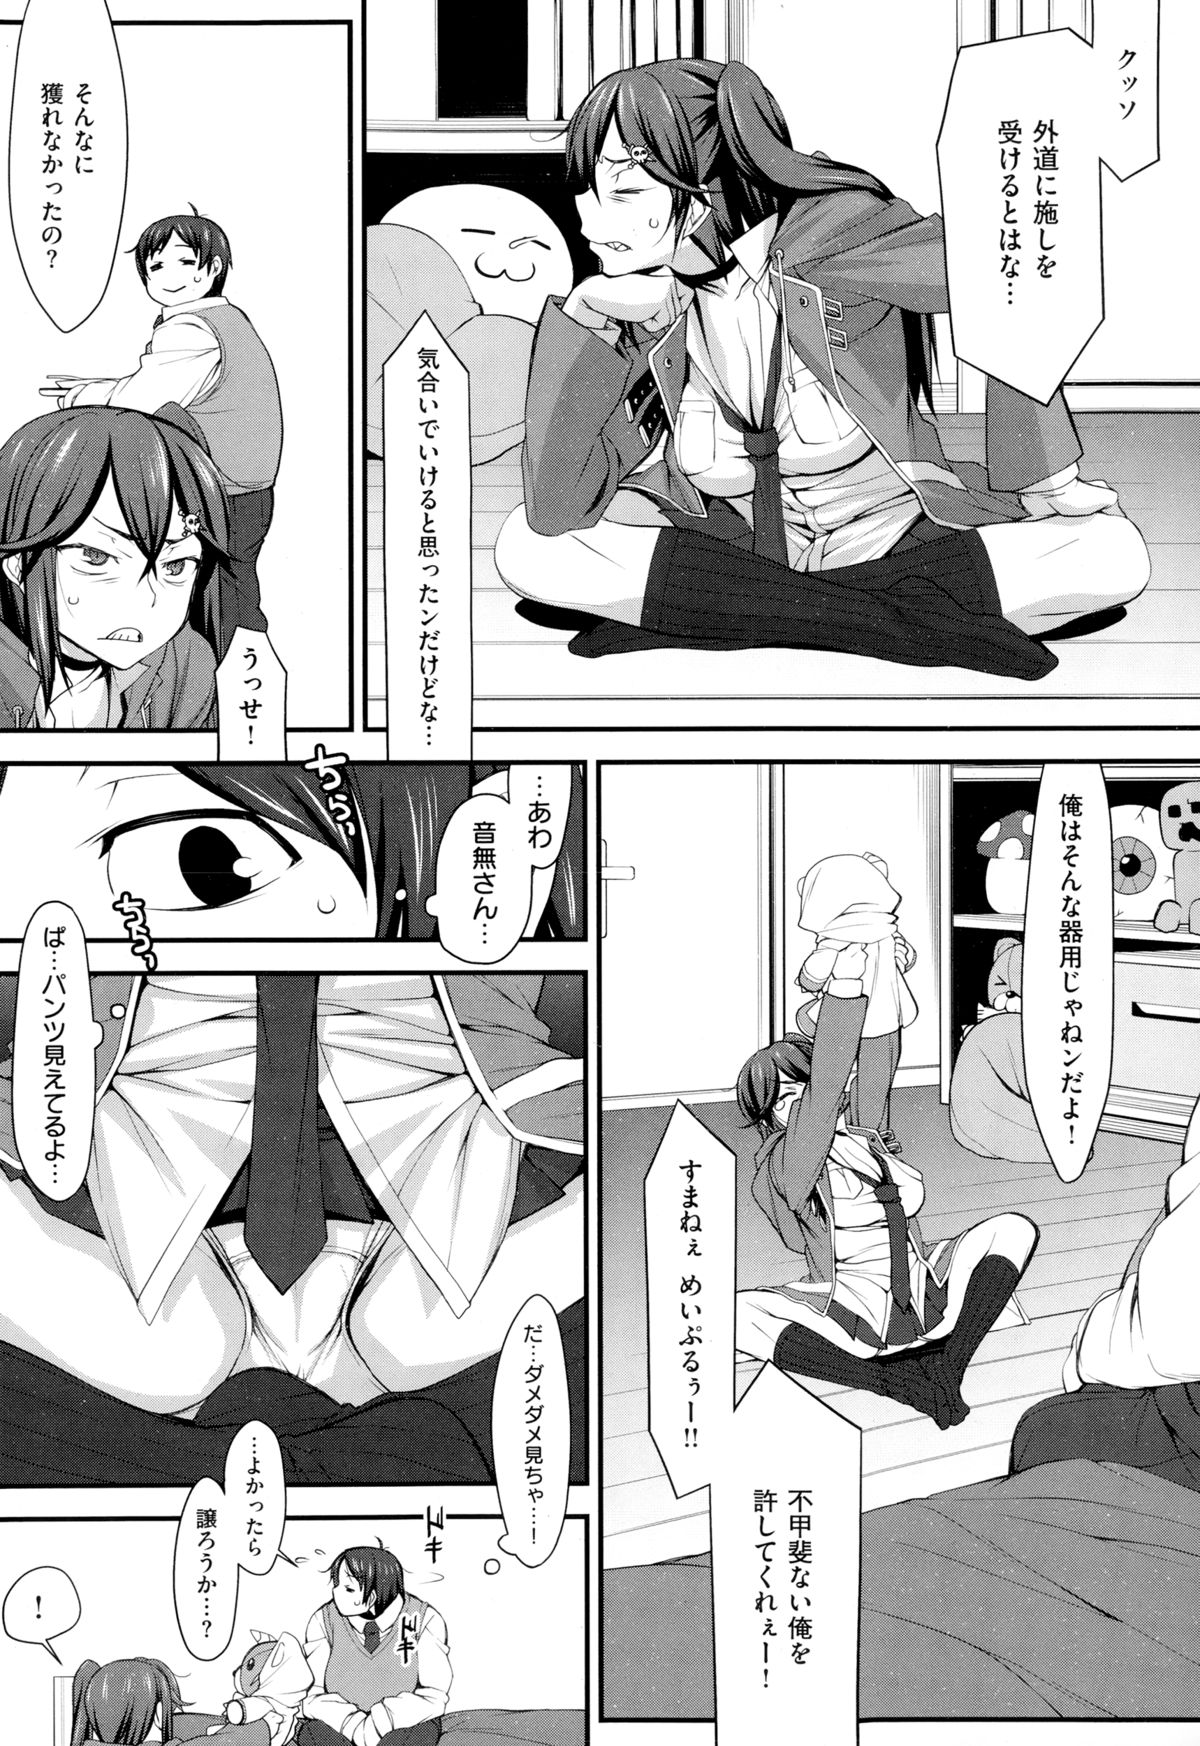 クッソ
外道に施しを
受けるとはな…
気合いでいけると思ったンだけどな…
そんなに
獲れなかったの?
うっせ!
俺はそんな器用じゃねンだよ!
すまねぇ めいぷるぅー!!
不甲斐ない俺を
許してくれぇー!
…あわ
音無さん…
ちらっ
ちらっ
ぱ…パンツ見えてるよ…
だ…ダメダメ見ちゃ…!
ドキ
ドキ
…よかったら
譲ろうか…?
!